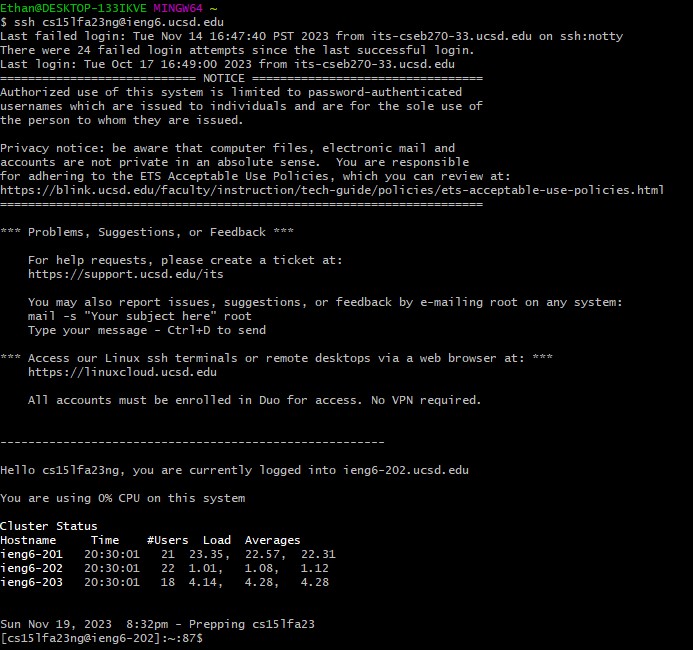 Ethan@DESKTOP-133IKVE MINGW64 ~
$ ssh cs15lfa23ng@ieng6.ucsd.edu
Last failed login: Tue Nov 14 16:47:40 PST 2023 from its-cseb270-33.ucsd.edu on ssh:notty
There were 24 failed login attempts since the last successful login.
Last login: Tue Oct 17 16:49:00 2023 from its-cseb270-33.ucsd.edu
============================ NOTICE =================================
Authorized use of this system is limited to password-authenticated
usernames which are issued to individuals and are for the sole use of
the person to whom they are issued.

Privacy notice: be aware that computer files, electronic mail and
accounts are not private in an absolute sense.  You are responsible
for adhering to the ETS Acceptable Use Policies, which you can review at:
https://blink.ucsd.edu/faculty/instruction/tech-guide/policies/ets-acceptable-use-policies.html
=====================================================================

*** Problems, Suggestions, or Feedback ***

    For help requests, please create a ticket at:
    https://support.ucsd.edu/its

    You may also report issues, suggestions, or feedback by e-mailing root on any system:
    mail -s "Your subject here" root
    Type your message - Ctrl+D to send

*** Access our Linux ssh terminals or remote desktops via a web browser at: ***
    https://linuxcloud.ucsd.edu

    All accounts must be enrolled in Duo for access. No VPN required.

-------------------------------------------------------

Hello cs15lfa23ng, you are currently logged into ieng6-202.ucsd.edu

You are using 0% CPU on this system

Cluster Status
Hostname     Time    #Users  Load  Averages
ieng6-201   20:30:01   21  23.35,  22.57,  22.31
ieng6-202   20:30:01   22  1.01,   1.08,   1.12
ieng6-203   20:30:01   18  4.14,   4.28,   4.28

Sun Nov 19, 2023  8:32pm - Prepping cs15lfa23
[cs15lfa23ng@ieng6-202]:~:87$